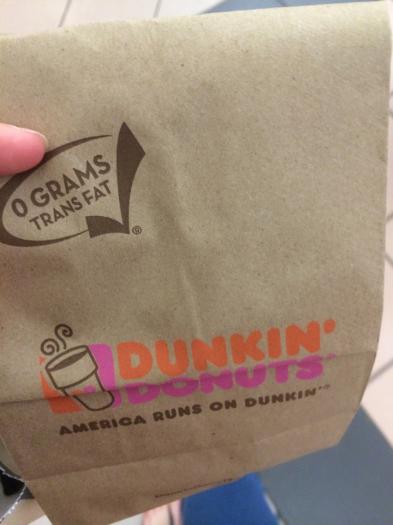 0 GRAMS
TRANS FAT
®
DUNKIN'
DONUTS®
AMERICA RUNS ON DUNKIN'®